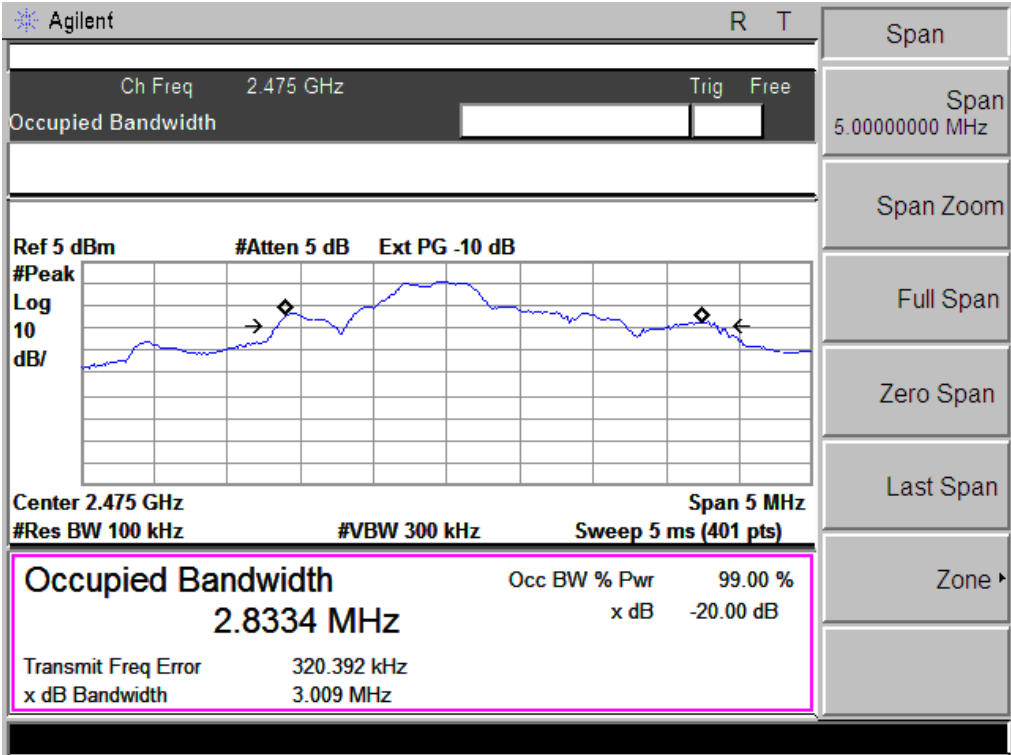 Agilent R T
Ch Freq 2.475 GHz Trig Free
Occupied Bandwidth
Ref 5 dBm #Atten 5 dB Ext PG -10 dB
#Peak
Log
10
dB/
Center 2.475 GHz Span 5 MHz
#Res BW 100 kHz #VBW 300 kHz Sweep 5 ms (401 pts)
Occupied Bandwidth Occ BW % Pwr 99.00 %
2.8334 MHz x dB -20.00 dB
Transmit Freq Error 320.392 kHz
x dB Bandwidth 3.009 MHz
Span
Span
5.00000000 MHz
Span Zoom
Full Span
Zero Span
Last Span
Zone